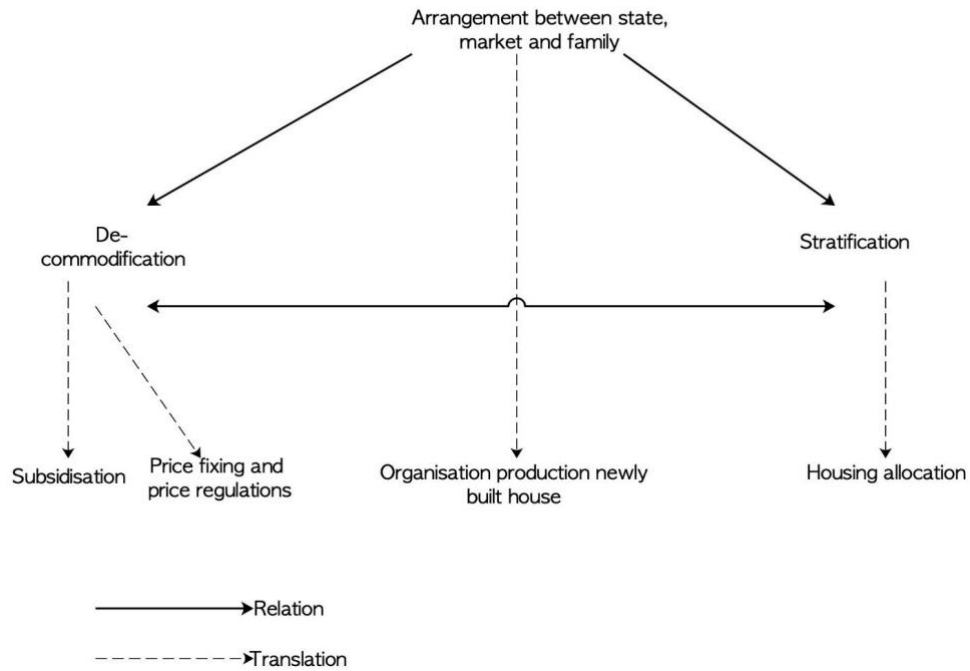 Arrangement between state,
market and family
De-
commodification
Stratification
Subsidisation
Price fixing and
price regulations
Organisation production newly
built house
Housing allocation
Relation
Translation